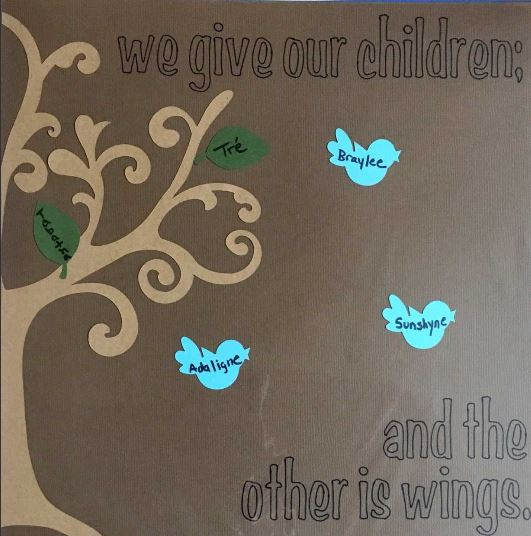 we give our children;
Tré
Braylee
Sunshyne
Adaligne
and the
other is wings.